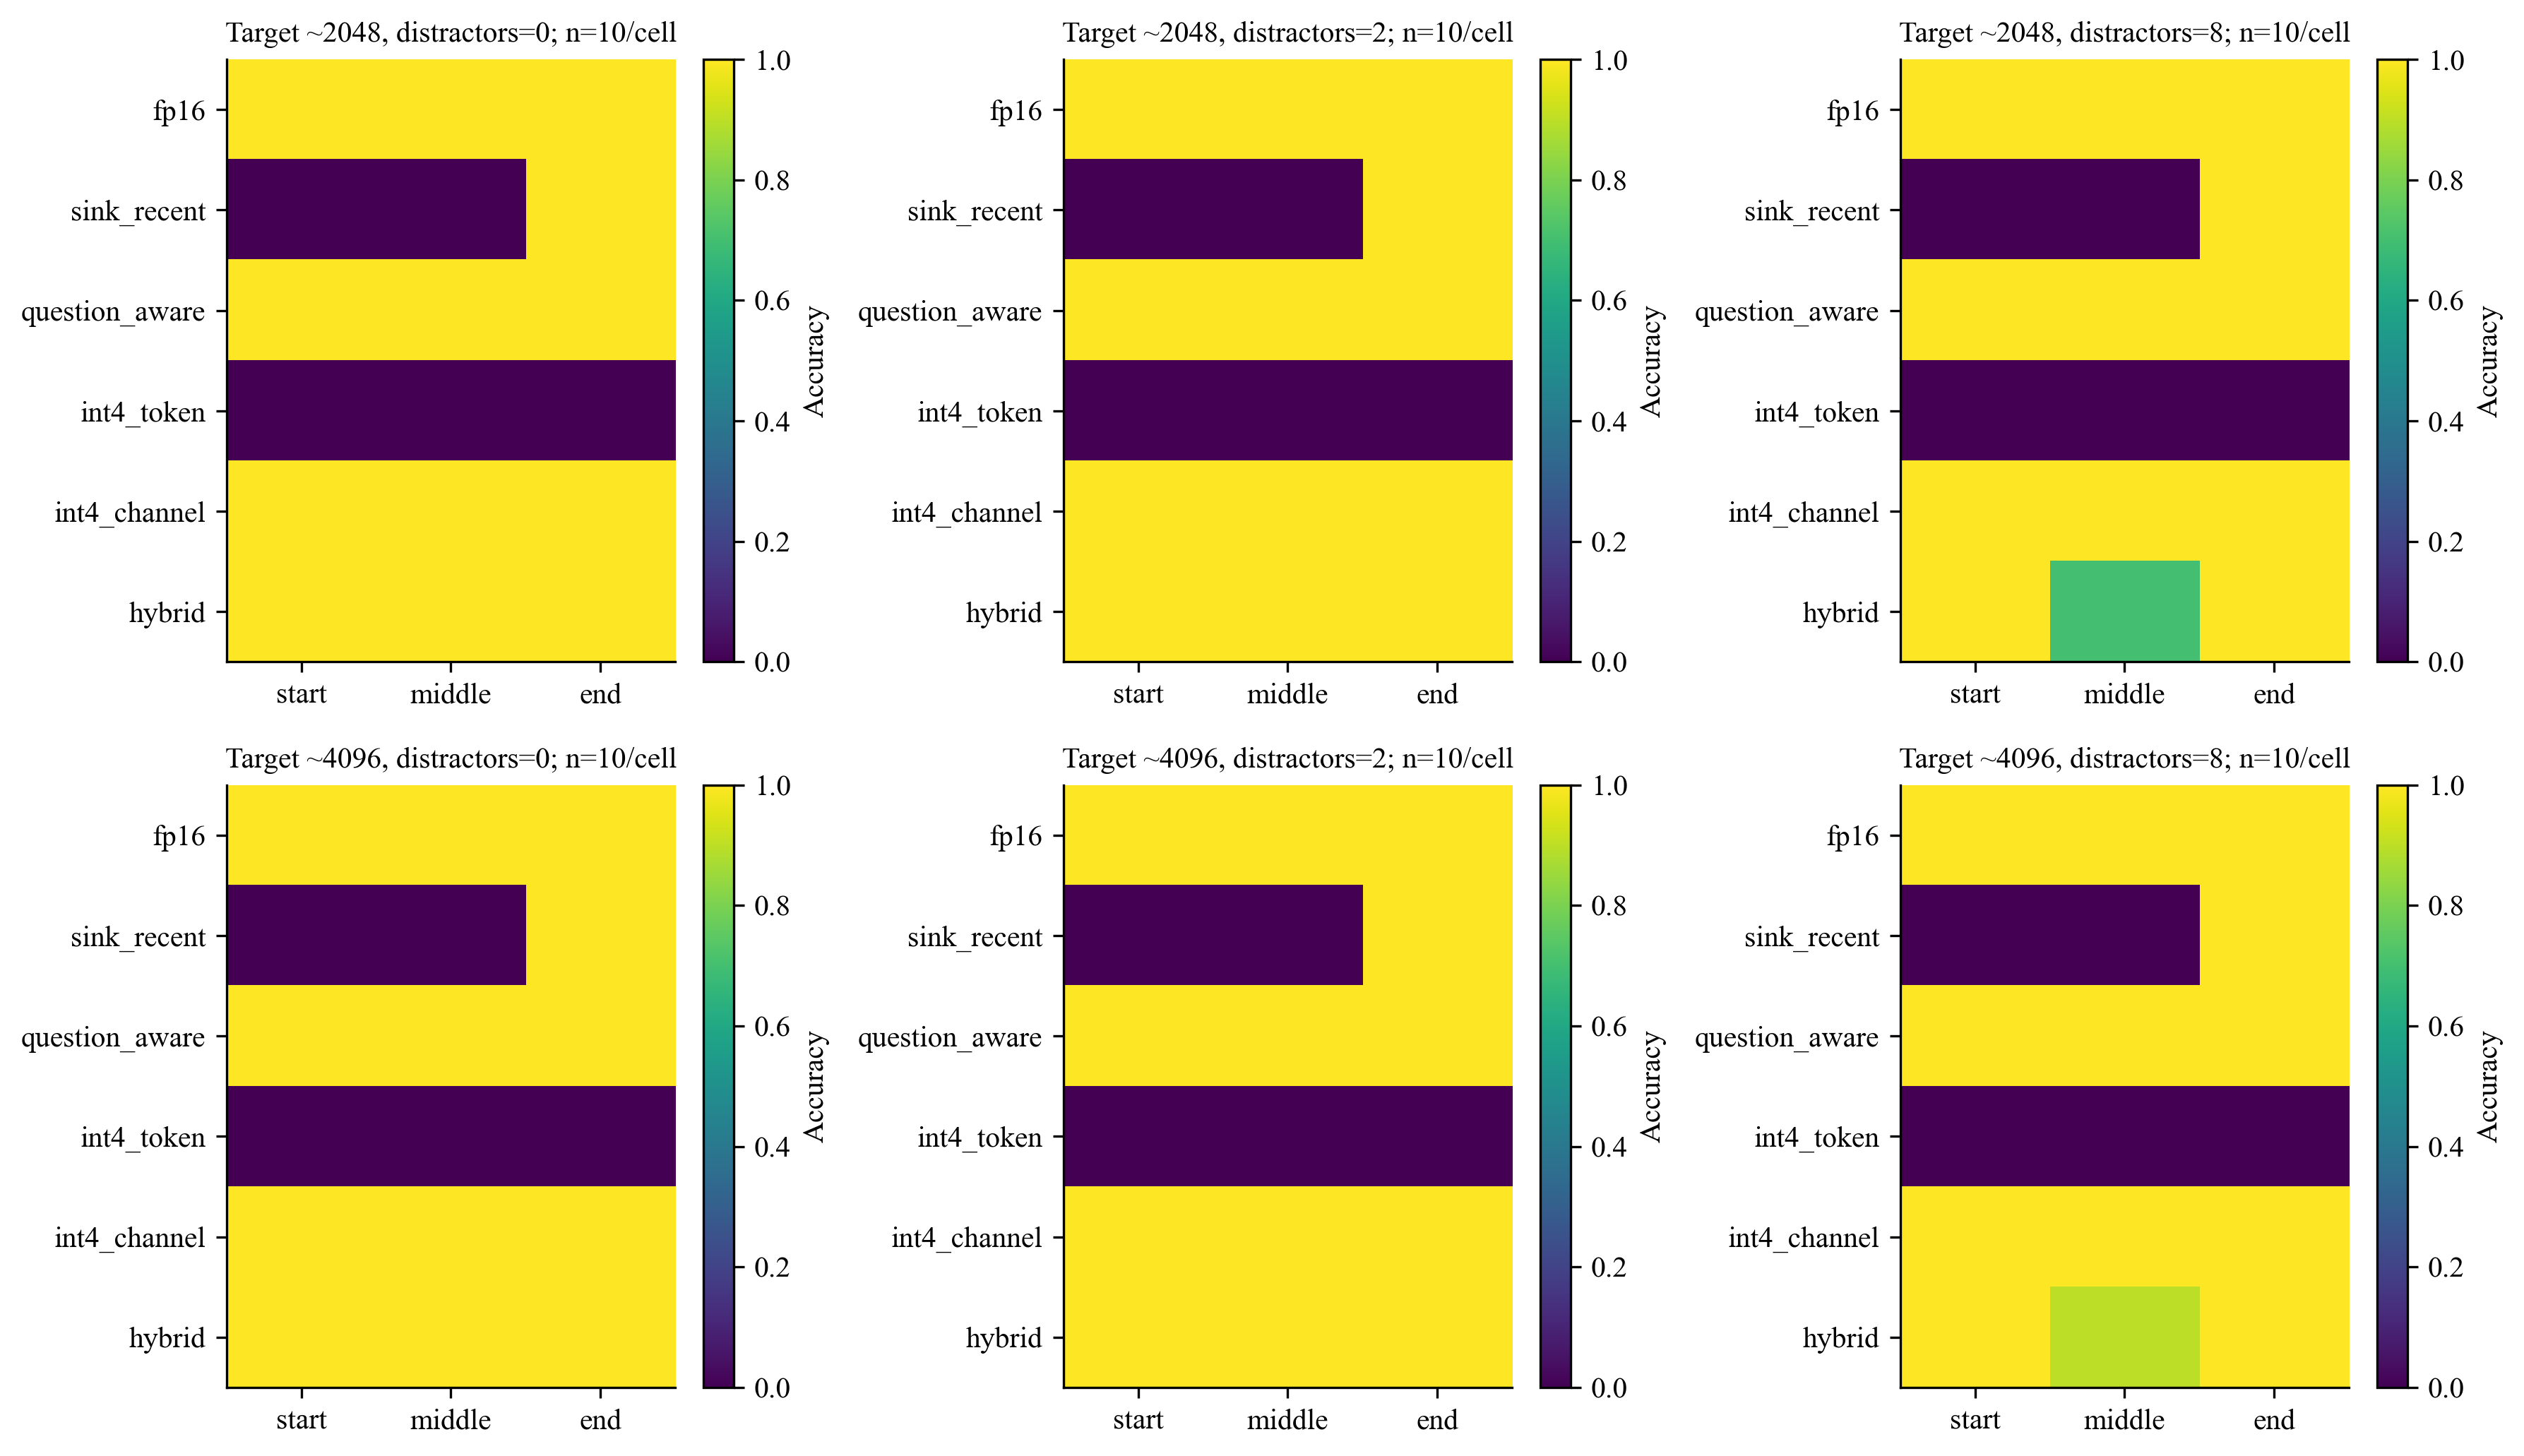 Target ~2048, distractors=0; n=10/cell
fp16
sink_recent
question_aware
int4_token
int4_channel
hybrid
start middle end
1.0
0.8
0.6
0.4
0.2
0.0
Accuracy
Target ~2048, distractors=2; n=10/cell
fp16
sink_recent
question_aware
int4_token
int4_channel
hybrid
start middle end
1.0
0.8
0.6
0.4
0.2
0.0
Accuracy
Target ~2048, distractors=8; n=10/cell
fp16
sink_recent
question_aware
int4_token
int4_channel
hybrid
start middle end
1.0
0.8
0.6
0.4
0.2
0.0
Accuracy
Target ~4096, distractors=0; n=10/cell
fp16
sink_recent
question_aware
int4_token
int4_channel
hybrid
start middle end
1.0
0.8
0.6
0.4
0.2
0.0
Accuracy
Target ~4096, distractors=2; n=10/cell
fp16
sink_recent
question_aware
int4_token
int4_channel
hybrid
start middle end
1.0
0.8
0.6
0.4
0.2
0.0
Accuracy
Target ~4096, distractors=8; n=10/cell
fp16
sink_recent
question_aware
int4_token
int4_channel
hybrid
start middle end
1.0
0.8
0.6
0.4
0.2
0.0
Accuracy